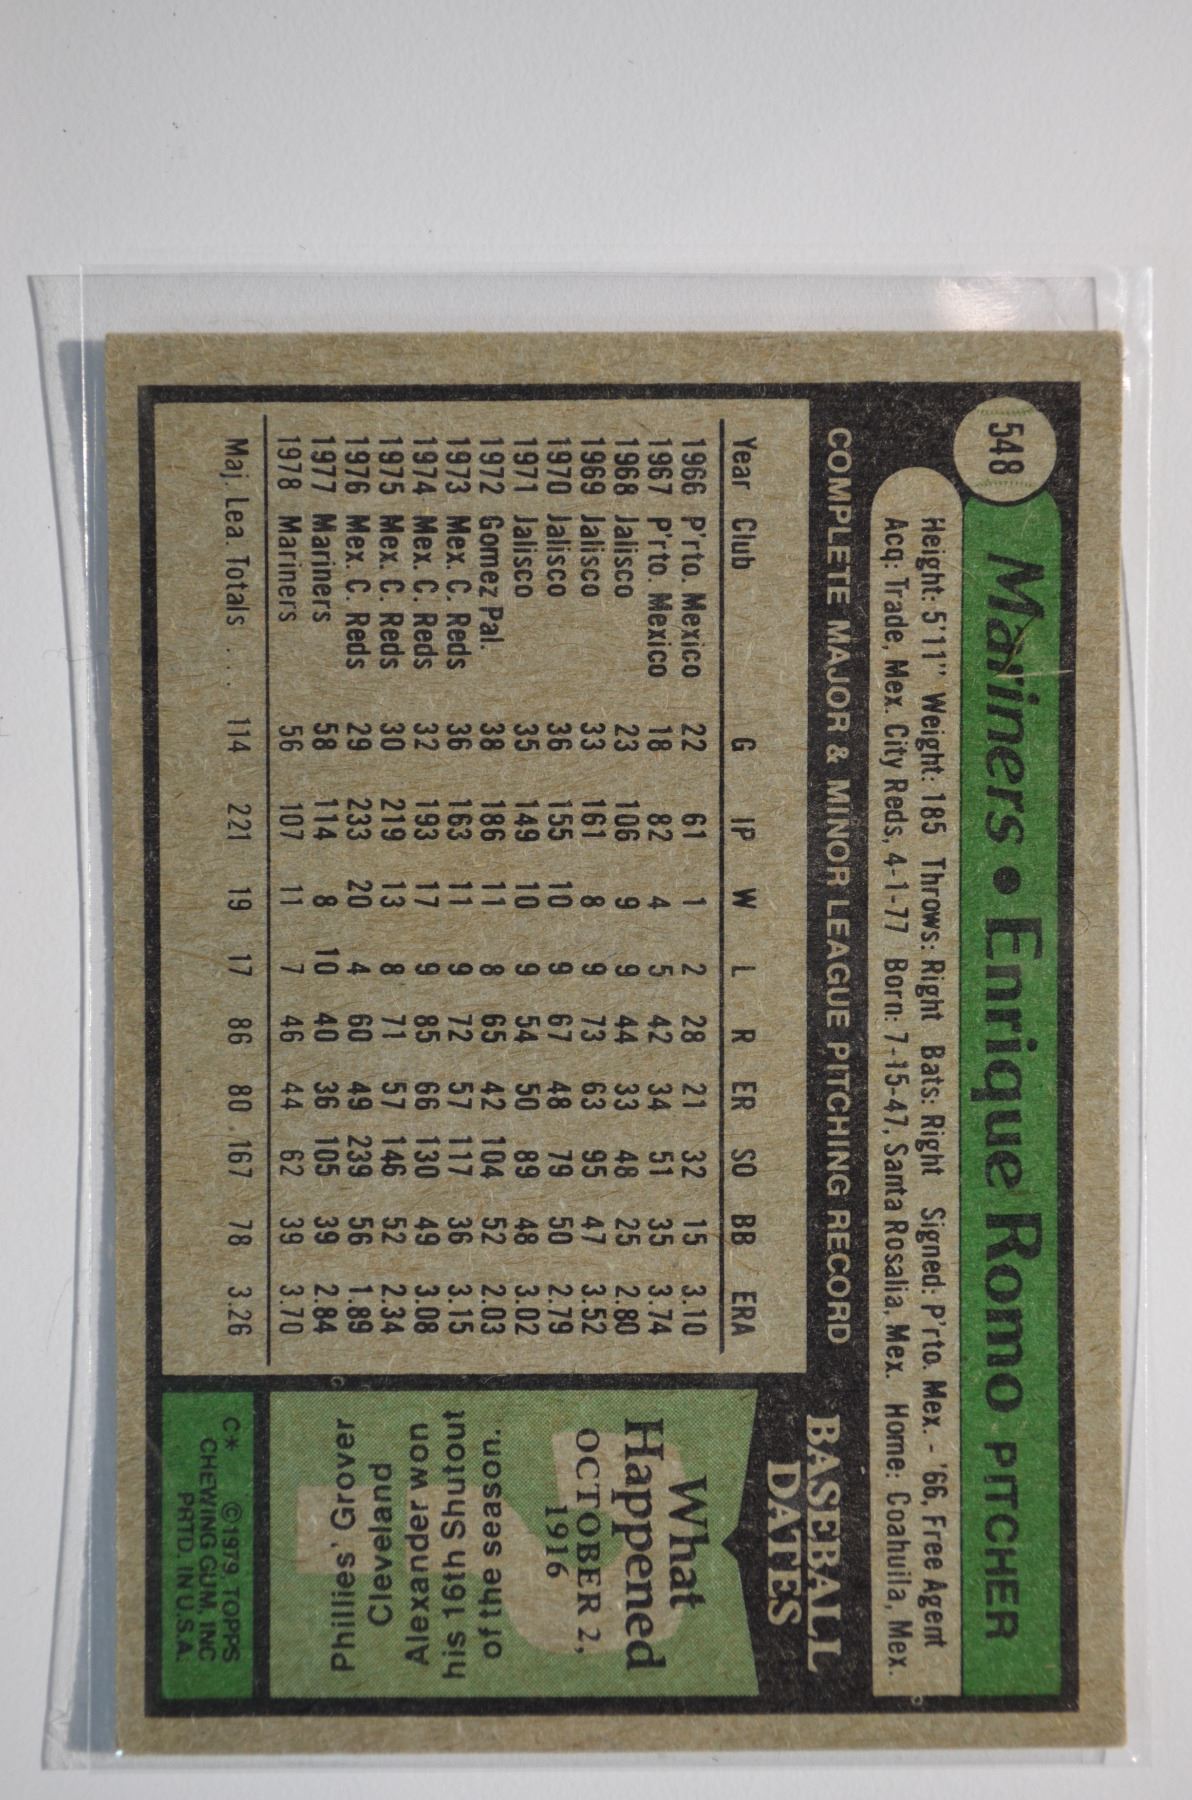 548
Mariners • Enrique Romo PITCHER
Height: 5'11" Weight: 185 Throws: Right Bats: Right Signed: P'rto. Mex. - '66, Free Agent
Acq: Trade, Mex. City Reds, 4-1-77 Born: 7-15-47, Santa Rosalia, Mex. Home: Coahuila, Mex.
COMPLETE MAJOR & MINOR LEAGUE PITCHING RECORD
Year Club G IP W L R ER SO BB ERA
1966 P'rto. Mexico 22 61 1 2 28 21 32 15 3.10
1967 P'rto. Mexico 18 82 4 5 42 34 51 35 3.74
1968 Jalisco 23 106 9 9 44 33 48 25 2.80
1969 Jalisco 33 161 8 9 73 63 95 47 3.52
1970 Jalisco 36 155 10 9 67 48 79 50 2.79
1971 Jalisco 35 149 10 9 54 50 89 48 3.02
1972 Gomez Pal. 38 186 11 8 65 42 104 52 2.03
1973 Mex. C. Reds 36 163 11 9 72 57 117 36 3.15
1974 Mex. C. Reds 32 193 17 9 85 66 130 49 3.08
1975 Mex. C. Reds 30 219 13 8 71 57 146 52 2.34
1976 Mex. C. Reds 29 233 20 4 60 49 239 56 1.89
1977 Mariners 58 114 8 10 40 36 105 39 2.84
1978 Mariners 56 107 11 7 46 44 62 39 3.70
Maj. Lea. Totals . . . . 114 221 19 17 86 80 167 78 3.26
BASEBALL
DATES
What
Happened
OCTOBER 2,
1916
Phillies' Grover
Cleveland
Alexander won
his 16th Shutout
of the season.
C* ©1979 TOPPS
CHEWING GUM, INC
PRTD. IN U.S.A.